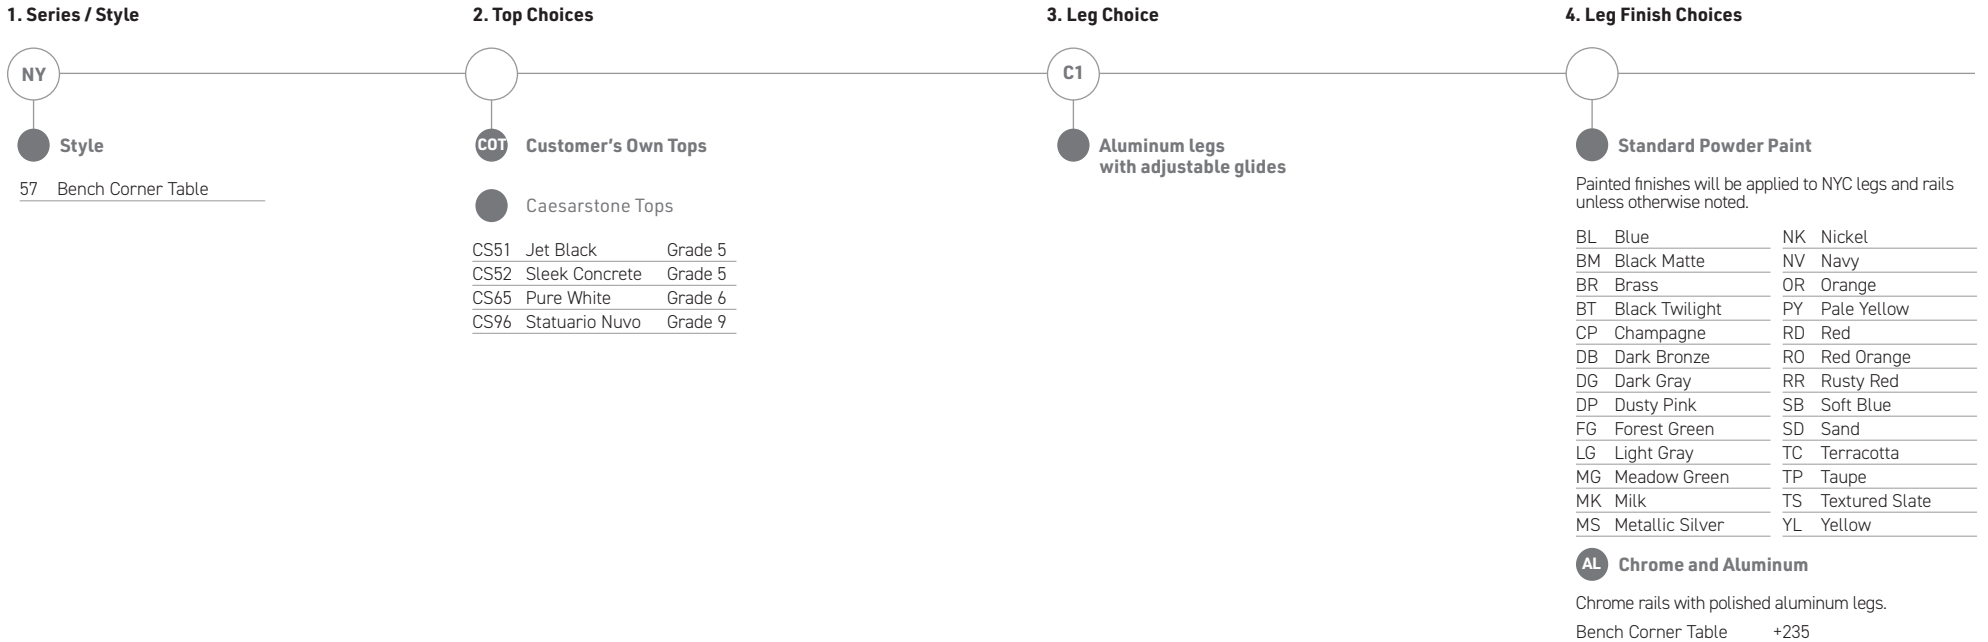 1. Series / Style
NY
Style
57 Bench Corner Table
2. Top Choices
COT Customer’s Own Tops
Caesarstone Tops
CS51 Jet Black Grade 5
CS52 Sleek Concrete Grade 5
CS65 Pure White Grade 6
CS96 Statuario Nuvo Grade 9
3. Leg Choice
C1
Aluminum legs
with adjustable glides
4. Leg Finish Choices
Standard Powder Paint
Painted finishes will be applied to NYC legs and rails
unless otherwise noted.
BL Blue
BM Black Matte
BR Brass
BT Black Twilight
CP Champagne
DB Dark Bronze
DG Dark Gray
DP Dusty Pink
FG Forest Green
LG Light Gray
MG Meadow Green
MK Milk
MS Metallic Silver
NK Nickel
NV Navy
OR Orange
PY Pale Yellow
RD Red
RO Red Orange
RR Rusty Red
SB Soft Blue
SD Sand
TC Terracotta
TP Taupe
TS Textured Slate
YL Yellow
AL Chrome and Aluminum
Chrome rails with polished aluminum legs.
Bench Corner Table +235